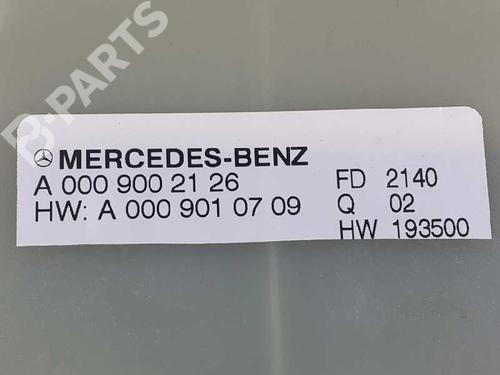 B-PARTS
MERCEDES-BENZ
A 000 900 21 26 FD 2140
HW: A 000 901 07 09 Q 02
HW 193500